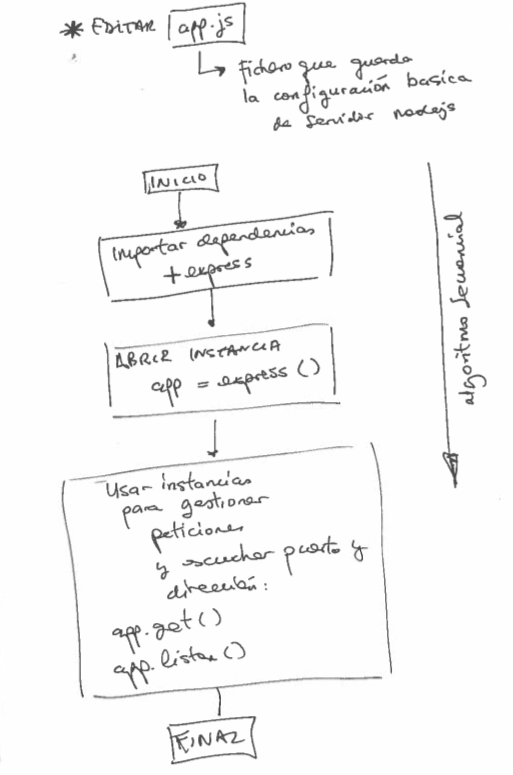 * EDITAR app.js
Fichero que guarda
la configuración basica
de servidor nodejs
INICIO
Importar dependencias
+ express
ABRIR INSTANCIA
app = express ()
Usar instancias
para gestionar
peticiones
y escuchar puerto y
dirección:
app.get()
app.listen()
FINAL
algoritmo secuencial